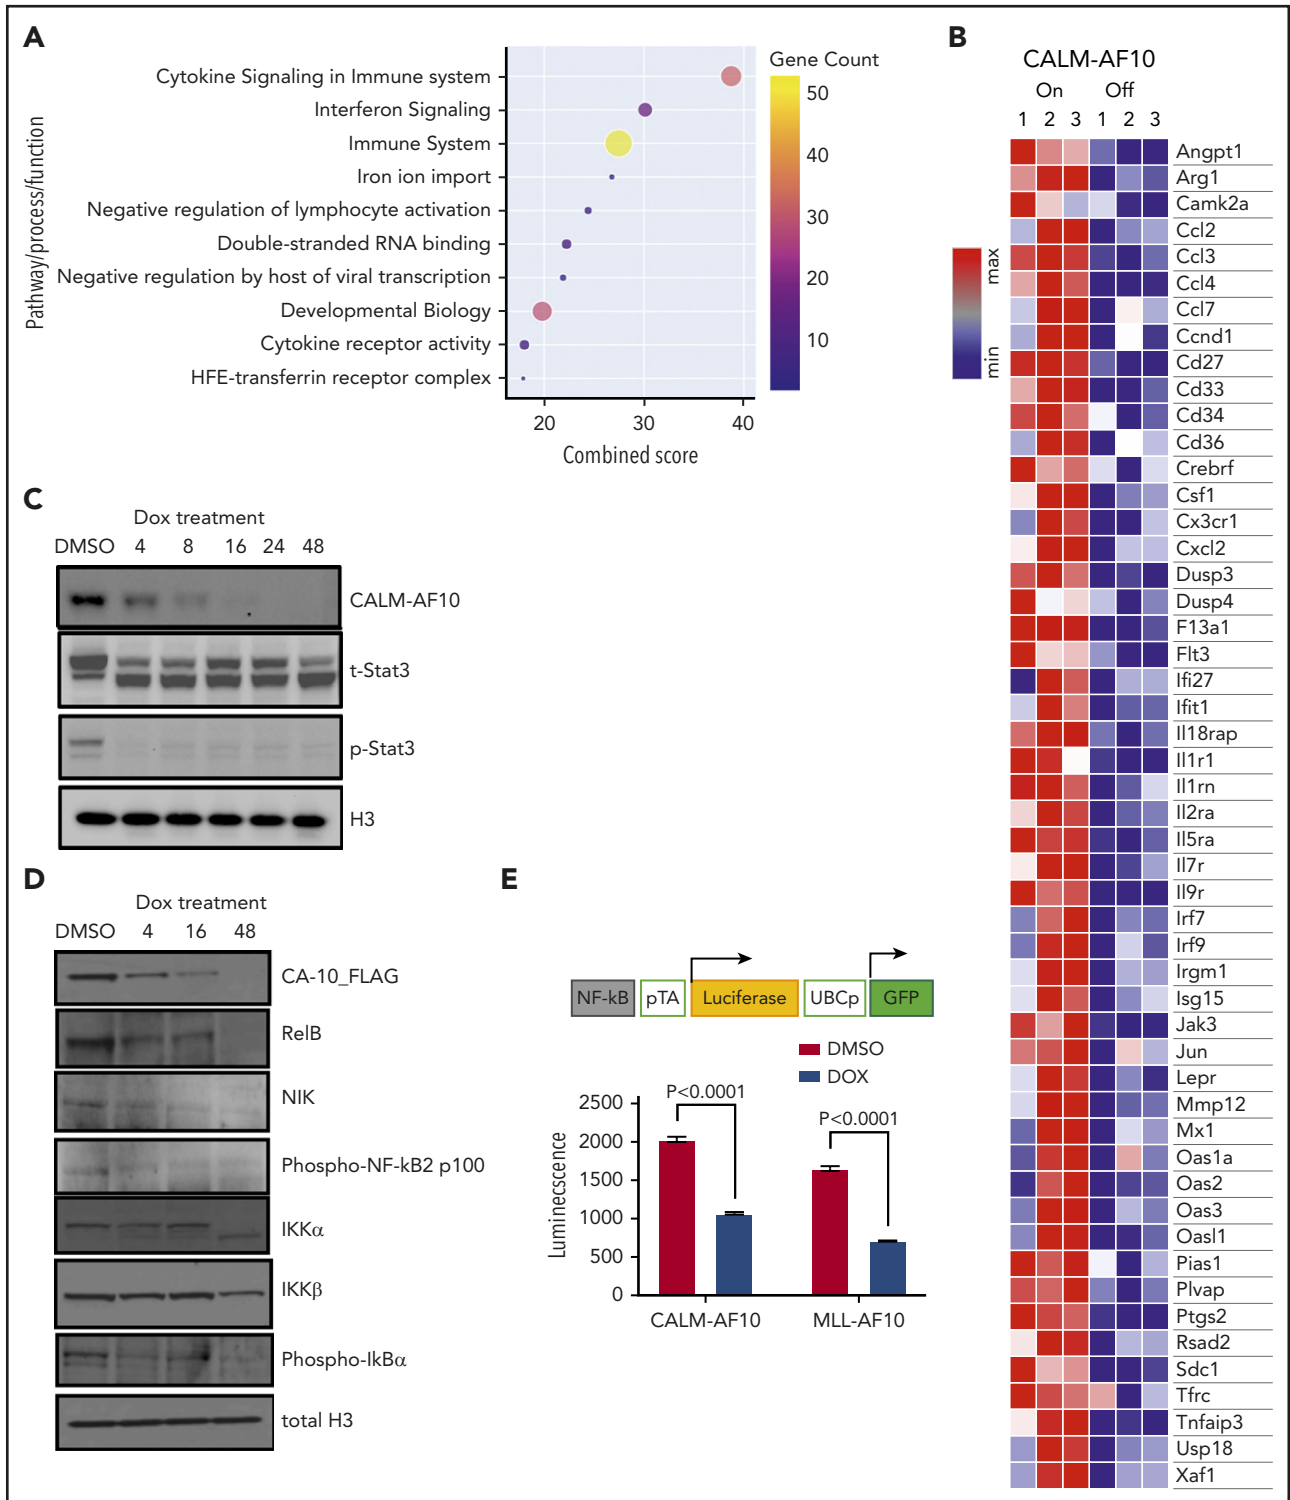 A
Pathway/process/function
Cytokine Signaling in Immune system
Interferon Signaling
Immune System
Iron ion import
Negative regulation of lymphocyte activation
Double-stranded RNA binding
Negative regulation by host of viral transcription
Developmental Biology
Cytokine receptor activity
HFE-transferrin receptor complex
20 30 40
Combined score
Gene Count
50
40
30
20
10
B
CALM-AF10
On Off
1 2 3 1 2 3
max
min
Angpt1
Arg1
Camk2a
Ccl2
Ccl3
Ccl4
Ccl7
Ccnd1
Cd27
Cd33
Cd34
Cd36
Crebrf
Csf1
Cx3cr1
Cxcl2
Dusp3
Dusp4
F13a1
Flt3
Ifi27
Ifit1
Il18rap
Il1r1
Il1rn
Il2ra
Il5ra
Il7r
Il9r
Irf7
Irf9
Irgm1
Isg15
Jak3
Jun
Lepr
Mmp12
Mx1
Oas1a
Oas2
Oas3
Oasl1
Pias1
Plvap
Ptgs2
Rsad2
Sdc1
Tfrc
Tnfaip3
Usp18
Xaf1
C
Dox treatment
DMSO 4 8 16 24 48
CALM-AF10
t-Stat3
p-Stat3
H3
D
Dox treatment
DMSO 4 16 48
CA-10_FLAG
RelB
NIK
Phospho-NF-kB2 p100
IKKα
IKKβ
Phospho-IkBα
total H3
E
NF-kB pTA Luciferase UBCp GFP
DMSO
DOX
P<0.0001
P<0.0001
Luminecscence
2500
2000
1500
1000
500
0
CALM-AF10 MLL-AF10